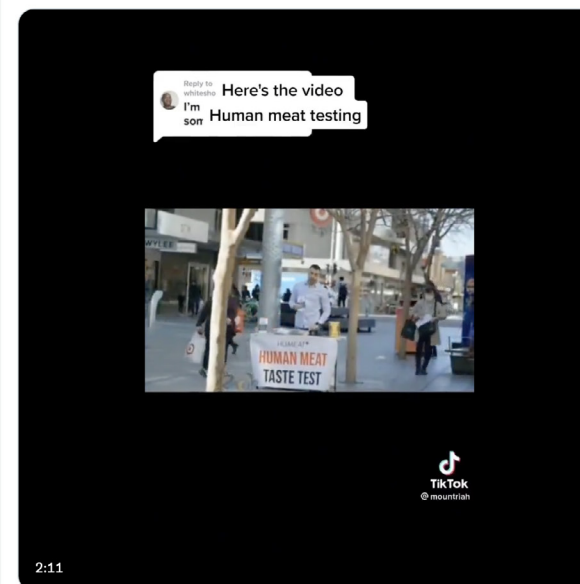 Reply to
whitesho
Here's the video
I'm
som
Human meat testing
WYLEE
HUMEAT
HUMAN MEAT
TASTE TEST
TikTok
@mountriah
2:11